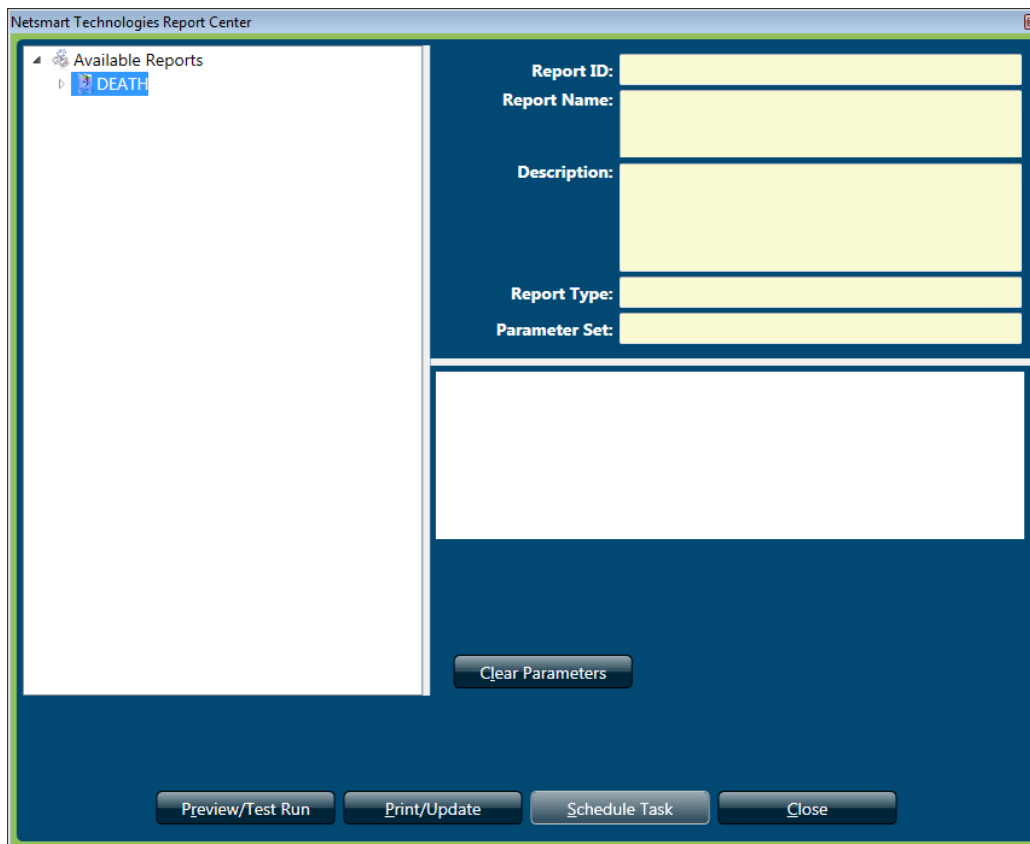 Netsmart Technologies Report Center
Available Reports
DEATH
Report ID:
Report Name:
Description:
Report Type:
Parameter Set:
Clear Parameters
Preview/Test Run
Print/Update
Schedule Task
Close